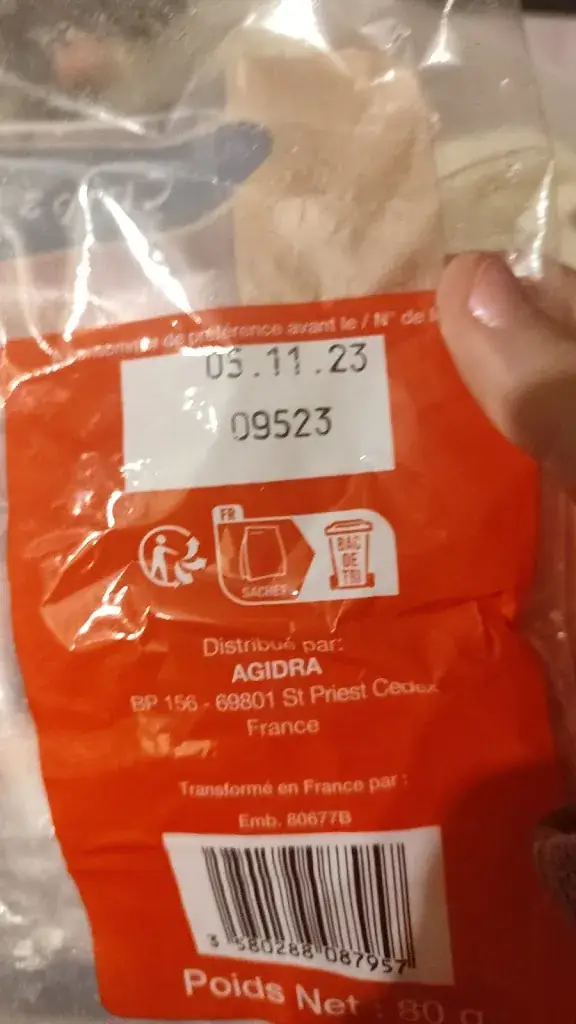 de préférence avant le / N° de
05.11.23
09523
FR
SACHET
BAC
DE
TRI
Distribué par:
AGIDRA
BP 156 - 69801 St Priest Cedex
France
Transformé en France par :
Emb. 80677B
3 580288 087957
Poids Net : 80 g